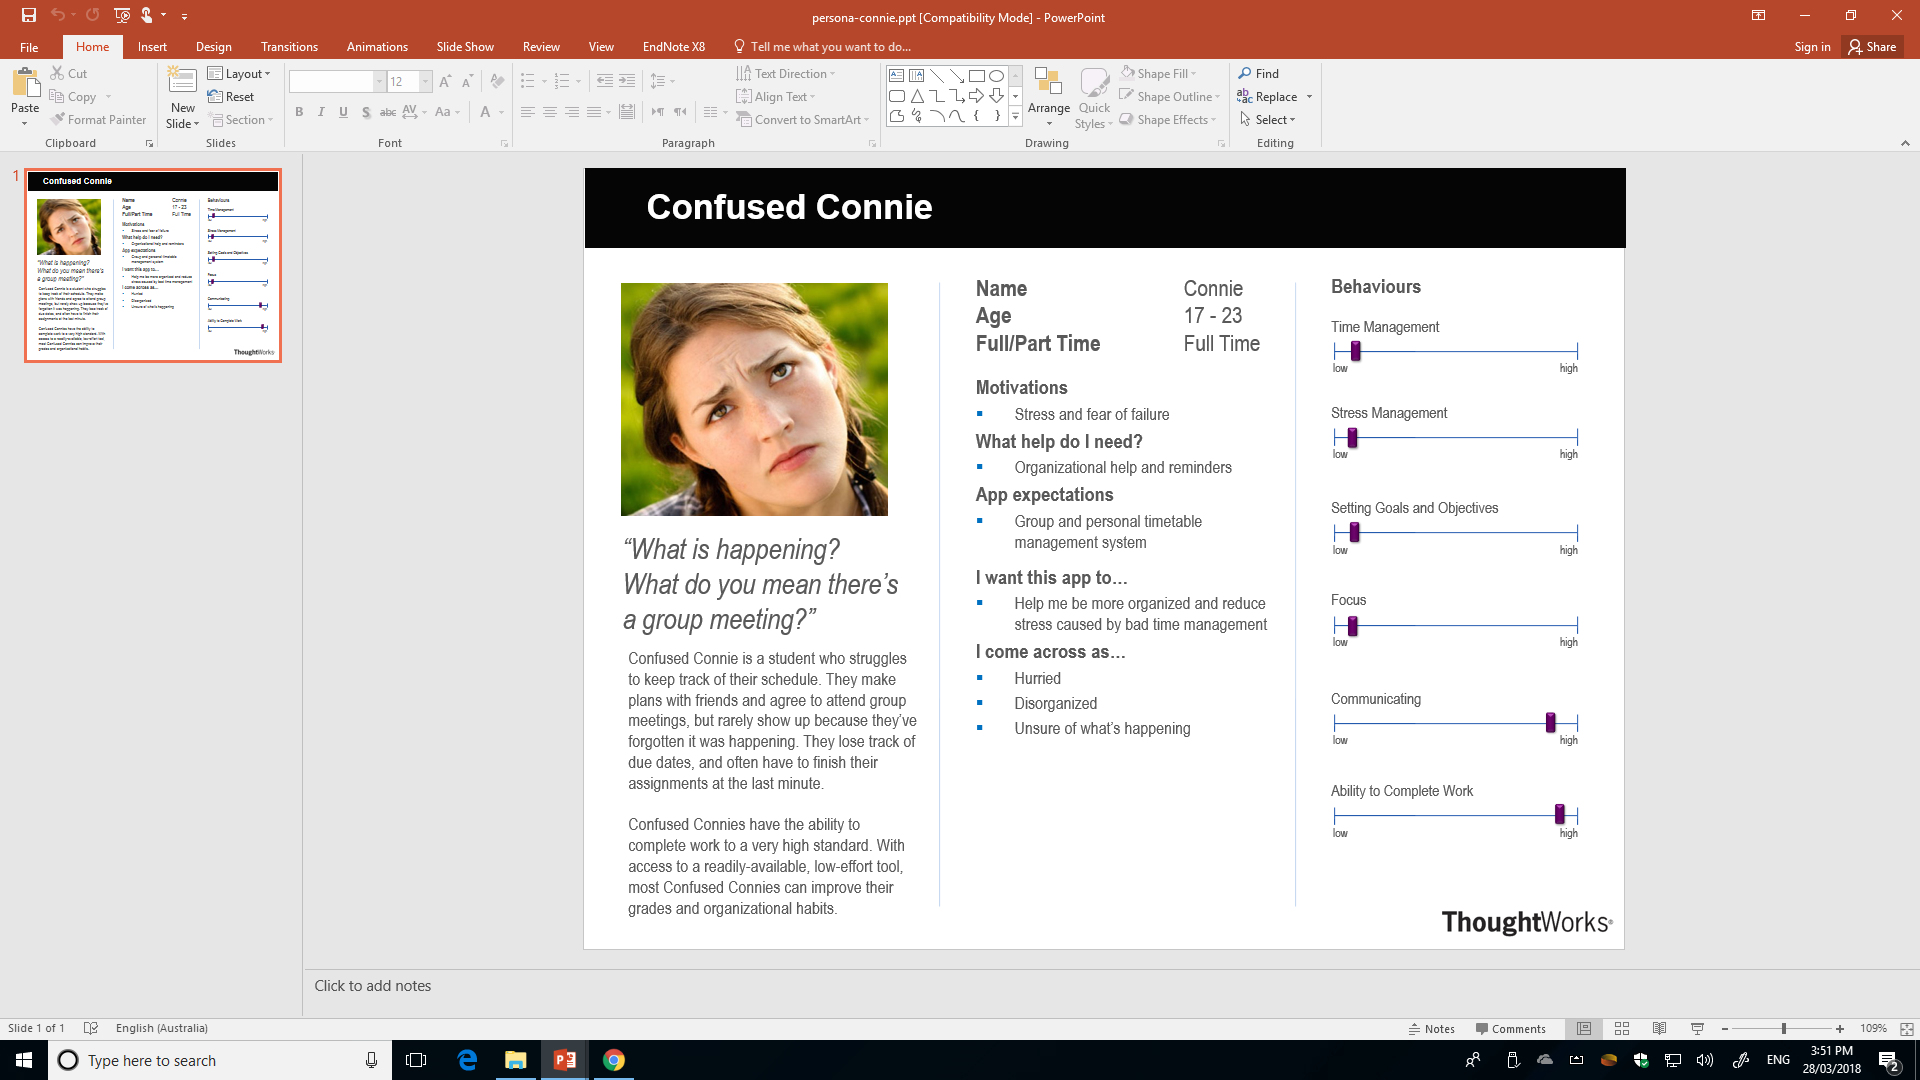 persona-connie.ppt [Compatibility Mode] - PowerPoint
File Home Insert Design Transitions Animations Slide Show Review View EndNote X8 Tell me what you want to do... Sign in Share
Paste
Cut
Copy
Format Painter
Clipboard
New Slide
Layout
Reset
Section
Slides
12
B I U S abc AV Aa A
Font
Text Direction
Align Text
Convert to SmartArt
Paragraph
Arrange
Quick Styles
Shape Fill
Shape Outline
Shape Effects
Drawing
Find
Replace
Select
Editing
1
Confused Connie
“What is happening?
What do you mean there’s
a group meeting?”
Confused Connie is a student who struggles
to keep track of their schedule. They make
plans with friends and agree to attend group
meetings, but rarely show up because they’ve
forgotten it was happening. They lose track of
due dates, and often have to finish their
assignments at the last minute.
Confused Connies have the ability to
complete work to a very high standard. With
access to a readily-available, low-effort tool,
most Confused Connies can improve their
grades and organizational habits.
Name Connie
Age 17 - 23
Full/Part Time Full Time
Motivations
Stress and fear of failure
What help do I need?
Organizational help and reminders
App expectations
Group and personal timetable
management system
I want this app to…
Help me be more organized and reduce
stress caused by bad time management
I come across as…
Hurried
Disorganized
Unsure of what’s happening
Behaviours
Time Management
low high
Stress Management
low high
Setting Goals and Objectives
low high
Focus
low high
Communicating
low high
Ability to Complete Work
low high
ThoughtWorks®
Click to add notes
Slide 1 of 1 English (Australia) Notes Comments 109%
Type here to search
ENG
3:51 PM
28/03/2018
2